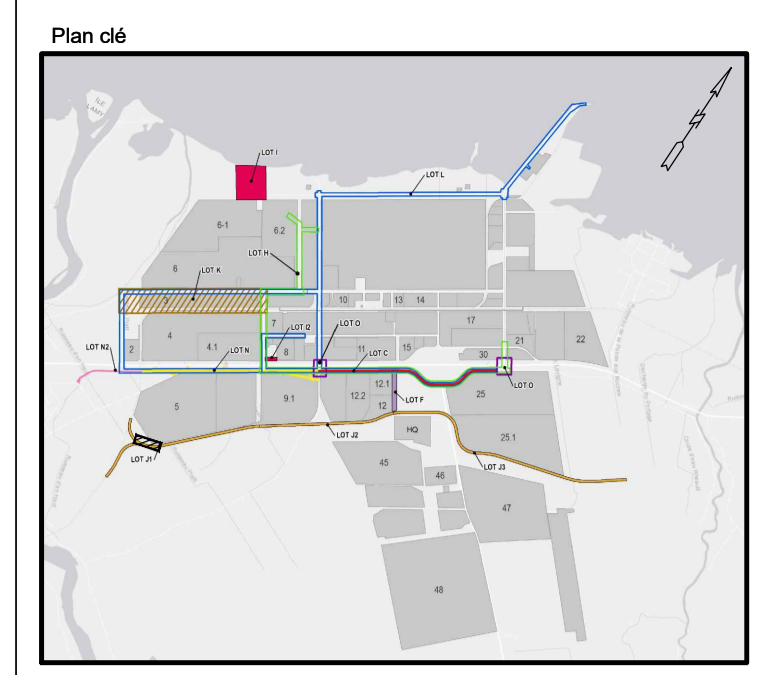 Plan clé
ÎLE
LAMY
LOT I
LOT L
6-1
6.2
LOT H
6
LOT K
3
10
13
14
7
17
LOT I2
LOT O
2
4
4.1
LOT N2
LOT N
8
11
LOT C
15
21
22
30
LOT O
5
9.1
12.1
12.2
12
LOT F
25
HQ
25.1
LOT J2
LOT J1
LOT J3
45
46
47
48